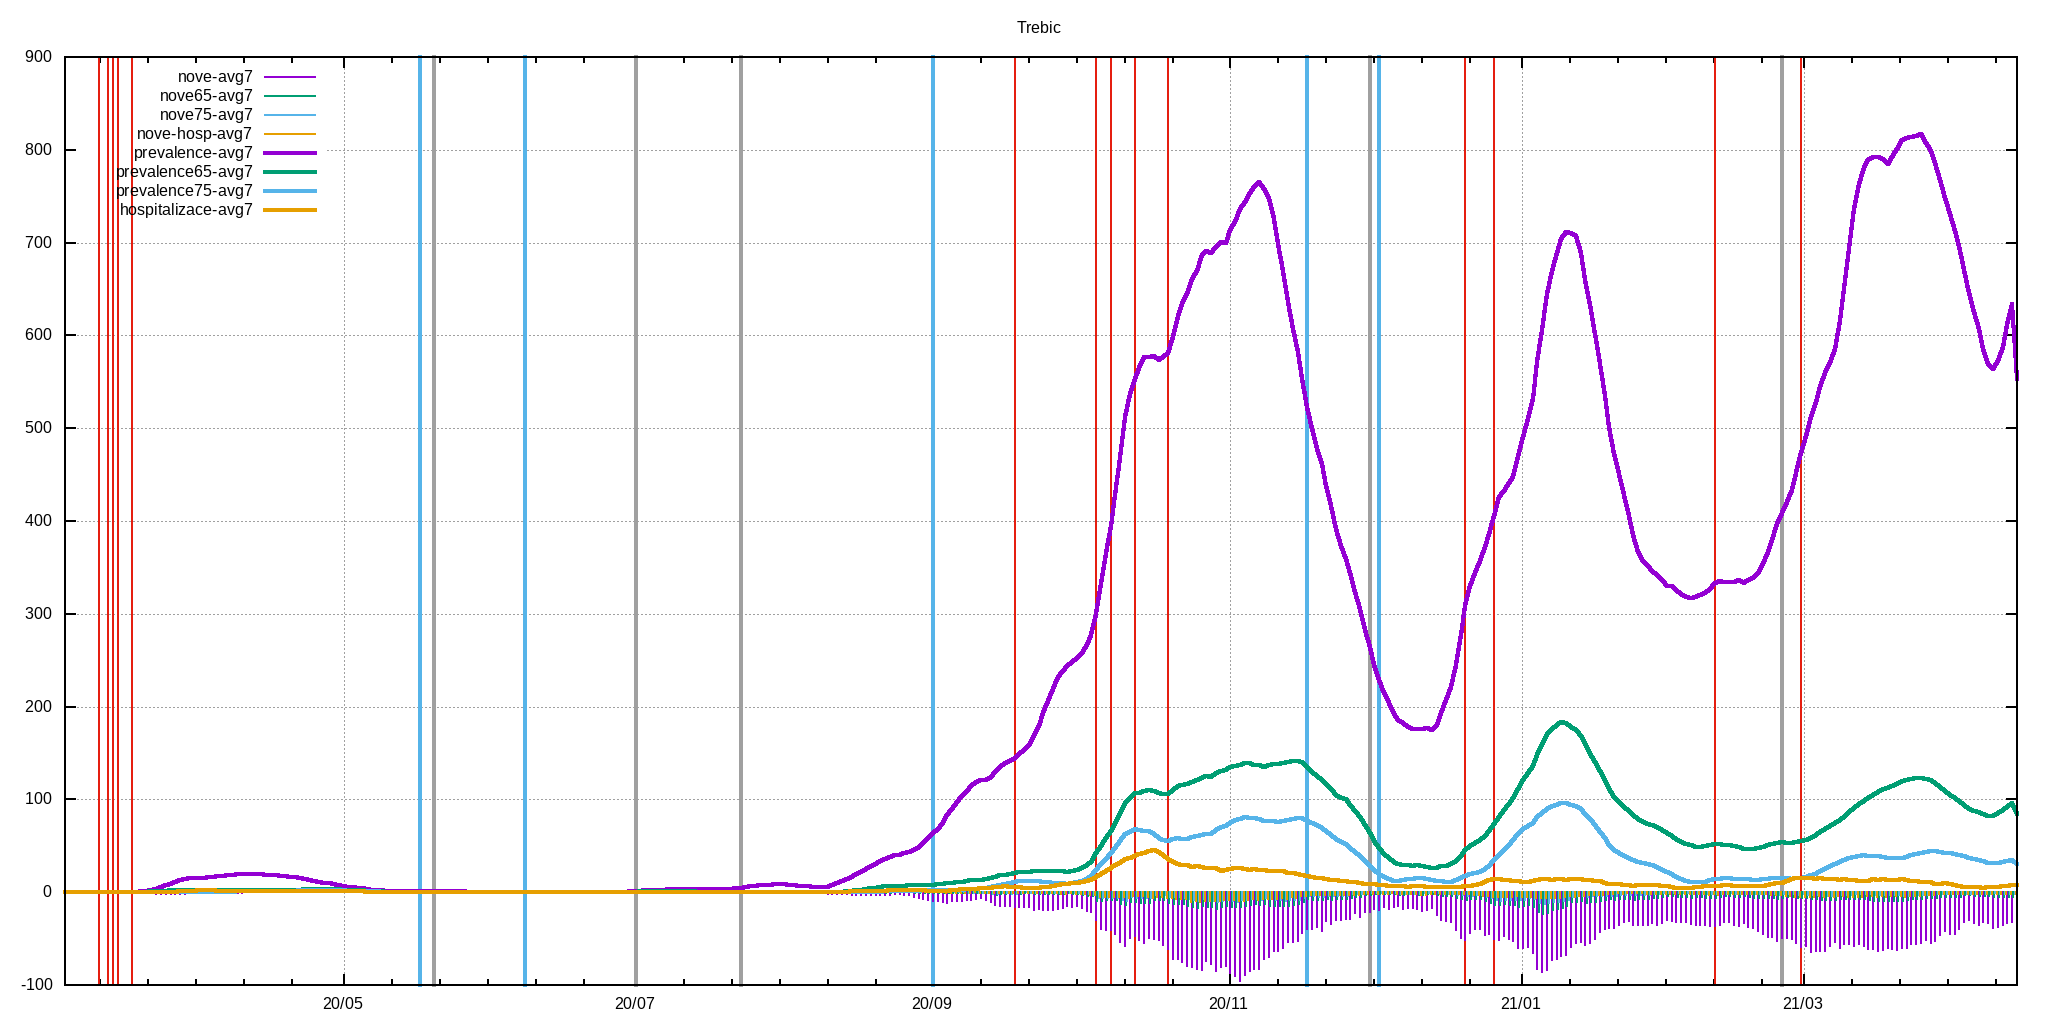 Trebic
900
800
700
600
500
400
300
200
100
0
-100
nove-avg7
nove65-avg7
nove75-avg7
nove-hosp-avg7
prevalence-avg7
prevalence65-avg7
prevalence75-avg7
hospitalizace-avg7
20/05
20/07
20/09
20/11
21/01
21/03